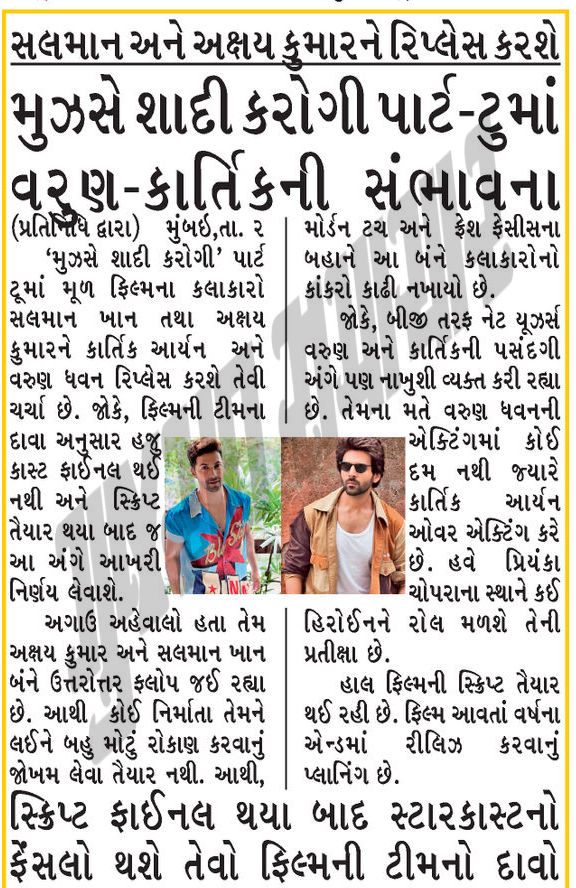 સલમાન અને અક્ષય કુમારને રિપ્લેસ કરશે
મુઝસે શાદી કરોગી પાર્ટ-ટુમાં
વરુણ-કાર્તિકની સંભાવના
(પ્રતિનિધિ દ્વારા) મુંબઇ,તા. ૨
‘મુઝસે શાદી કરોગી’ પાર્ટ
ટૂમાં મૂળ ફિલ્મના કલાકારો
સલમાન ખાન તથા અક્ષય
કુમારને કાર્તિક આર્યન અને
વરુણ ધવન રિપ્લેસ કરશે તેવી
ચર્ચા છે. જોકે, ફિલ્મની ટીમના
દાવા અનુસાર હજુ
કાસ્ટ ફાઈનલ થઈ
નથી અને સ્ક્રિપ્ટ
તૈયાર થયા બાદ જ
આ અંગે આખરી
નિર્ણય લેવાશે.
અગાઉ અહેવાલો હતા તેમ
અક્ષય કુમાર અને સલમાન ખાન
બંને ઉત્તરોત્તર ફલોપ જઈ રહ્યા
છે. આથી કોઈ નિર્માતા તેમને
લઈને બહુ મોટું રોકાણ કરવાનું
જોખમ લેવા તૈયાર નથી. આથી,
મોર્ડન ટચ અને ફ્રેશ ફેસીસના
બહાને આ બંને કલાકારોનો
કાંકરો કાઢી નખાયો છે.
જોકે, બીજી તરફ નેટ યૂઝર્સ
વરુણ અને કાર્તિકની પસંદગી
અંગે પણ નાખુશી વ્યક્ત કરી રહ્યા
છે. તેમના મતે વરુણ ધવનની
એક્ટિંગમાં કોઈ
દમ નથી જ્યારે
કાર્તિક આર્યન
ઓવર એક્ટિંગ કરે
છે. હવે પ્રિયંકા
ચોપરાના સ્થાને કઈ
હિરોઈનને રોલ મળશે તેની
પ્રતીક્ષા છે.
હાલ ફિલ્મની સ્ક્રિપ્ટ તૈયાર
થઈ રહી છે. ફિલ્મ આવતાં વર્ષના
એન્ડમાં રીલિઝ કરવાનું
પ્લાનિંગ છે.
સ્ક્રિપ્ટ ફાઈનલ થયા બાદ સ્ટારકાસ્ટનો
ફેંસલો થશે તેવો ફિલ્મની ટીમનો દાવો